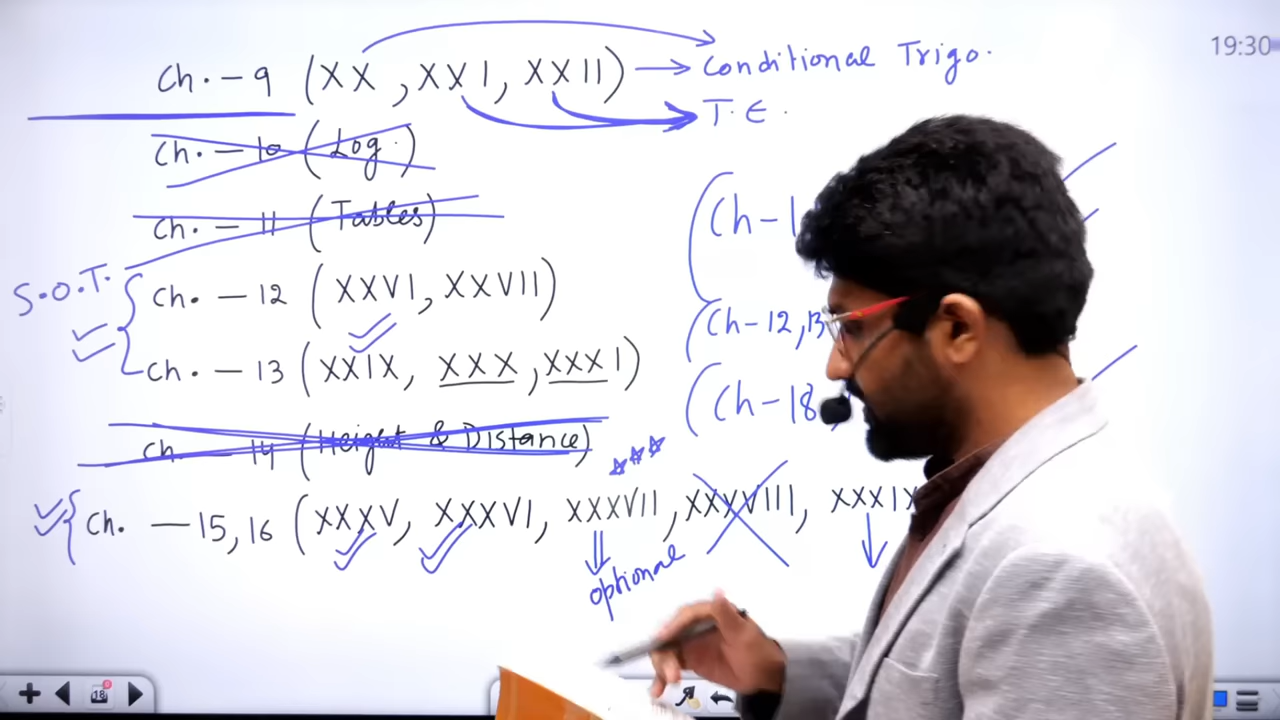 19:30
Ch. – 9 (XX, XXI, XXII) → Conditional Trigo.
T.E.
Ch. – 10 (Log.)
Ch. – 11 (Tables)
S.O.T.
Ch. – 12 (XXVI, XXVII)
Ch. – 13 (XXIX, XXX, XXXI)
Ch. – 14 (Height & Distance)
Ch. – 15, 16 (XXXV, XXXVI, XXXVII, XXXVIII, XXXIX
optional
(Ch – 1
(Ch – 12, 13
(Ch – 18
18